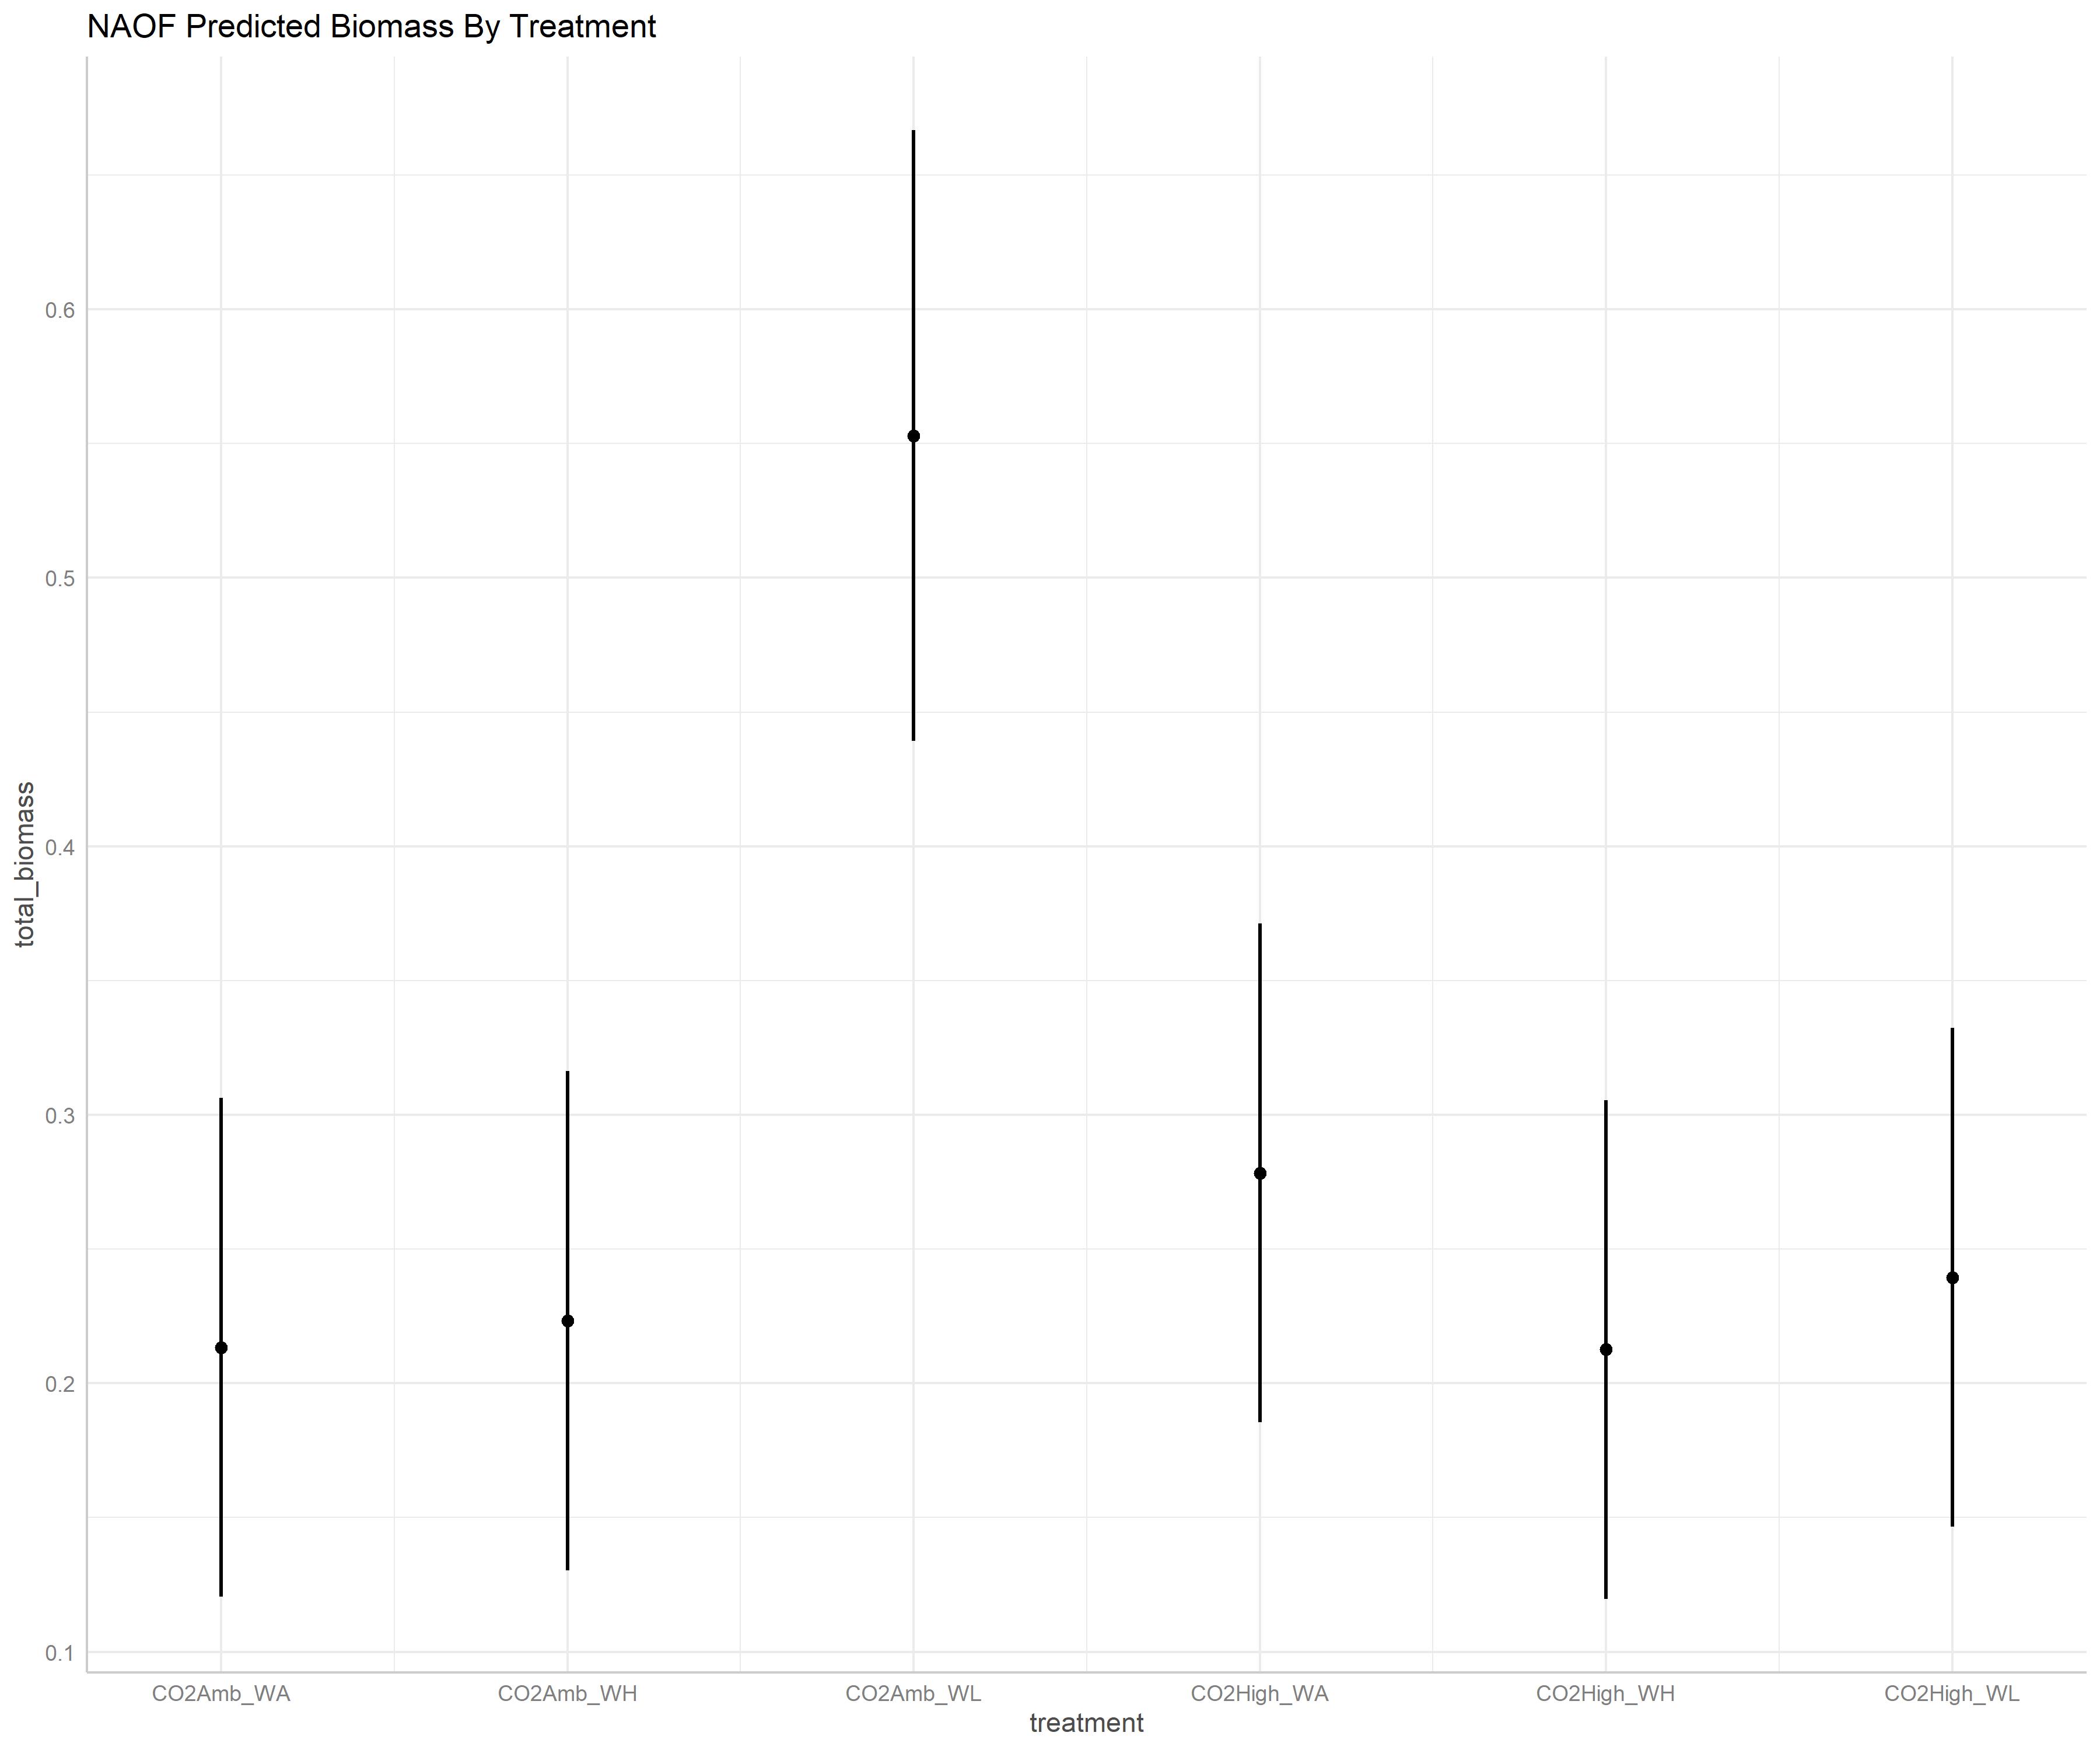 NAOF Predicted Biomass By Treatment
total_biomass
0.6
0.5
0.4
0.3
0.2
0.1
CO2Amb_WA CO2Amb_WH CO2Amb_WL CO2High_WA CO2High_WH CO2High_WL
treatment